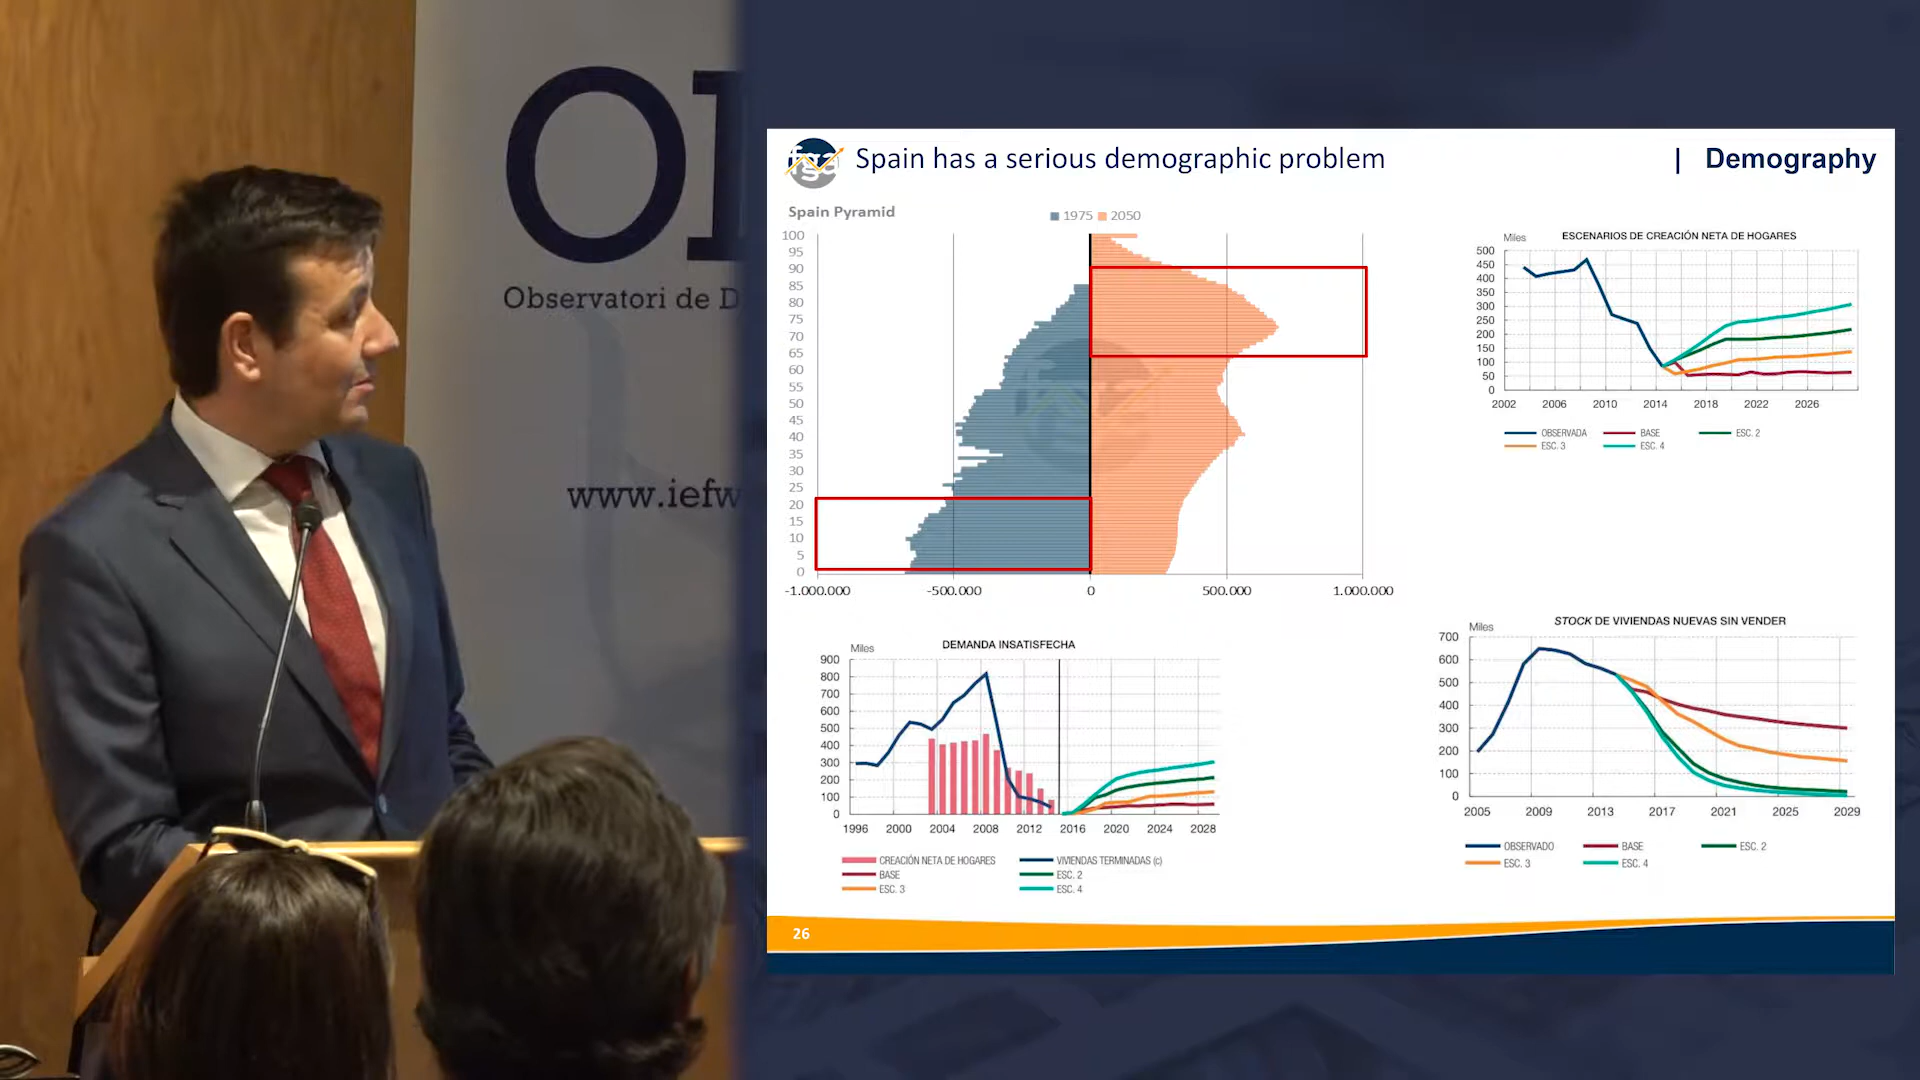 Observatori de D
www.iefw
fga
Spain has a serious demographic problem
| Demography
Spain Pyramid
1975 2050
100
95
90
85
80
75
70
65
60
55
50
45
40
35
30
25
20
15
10
5
0
-1.000.000 -500.000 0 500.000 1.000.000
ESCENARIOS DE CREACIÓN NETA DE HOGARES
Miles
500
450
400
350
300
250
200
150
100
50
0
2002 2006 2010 2014 2018 2022 2026
OBSERVADA BASE ESC. 2
ESC. 3 ESC. 4
DEMANDA INSATISFECHA
Miles
900
800
700
600
500
400
300
200
100
0
1996 2000 2004 2008 2012 2016 2020 2024 2028
CREACIÓN NETA DE HOGARES VIVIENDAS TERMINADAS (c)
BASE ESC. 2
ESC. 3 ESC. 4
STOCK DE VIVIENDAS NUEVAS SIN VENDER
Miles
700
600
500
400
300
200
100
0
2005 2009 2013 2017 2021 2025 2029
OBSERVADO BASE ESC. 2
ESC. 3 ESC. 4
26